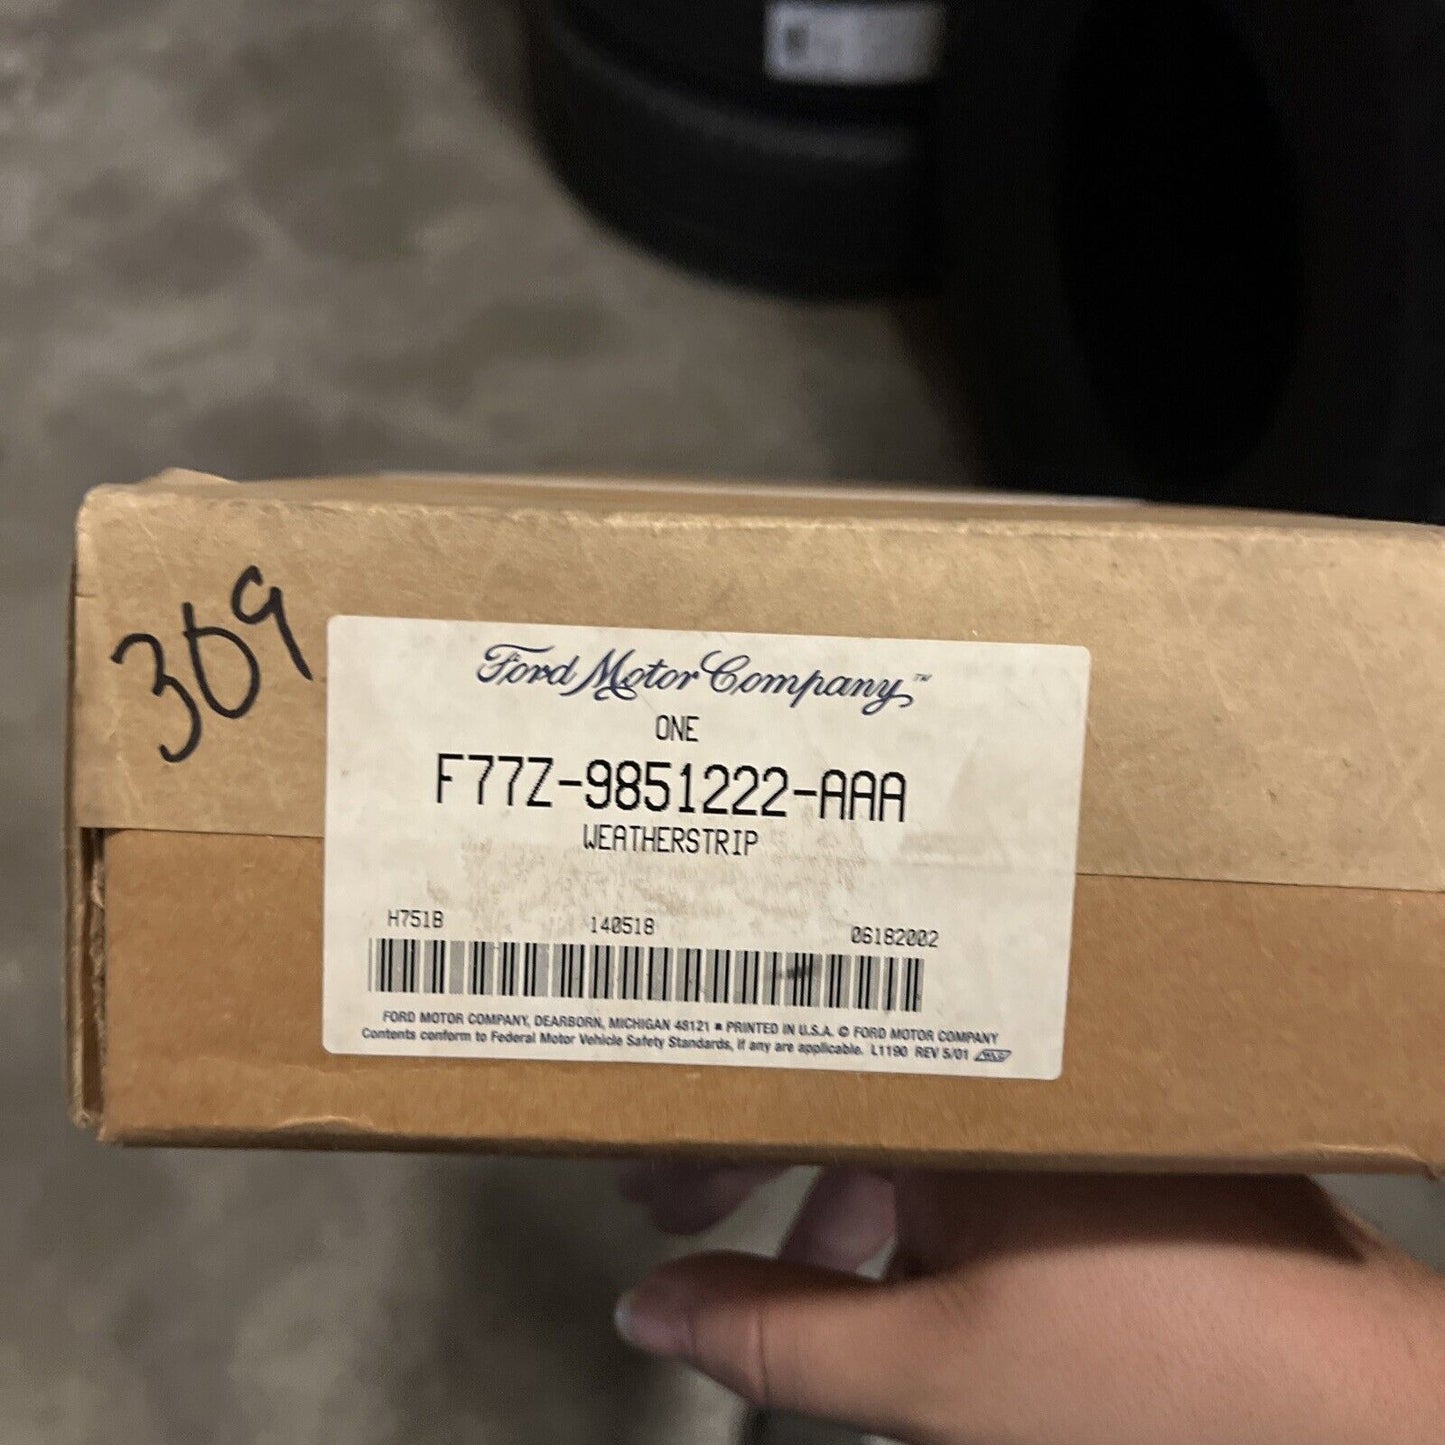 309
Ford Motor Company™
ONE
F77Z-9851222-AAA
WEATHERSTRIP
H751B 140518 06182002
FORD MOTOR COMPANY, DEARBORN, MICHIGAN 48121 ■ PRINTED IN U.S.A. © FORD MOTOR COMPANY
Contents conform to Federal Motor Vehicle Safety Standards, if any are applicable. L1190 REV 5/01